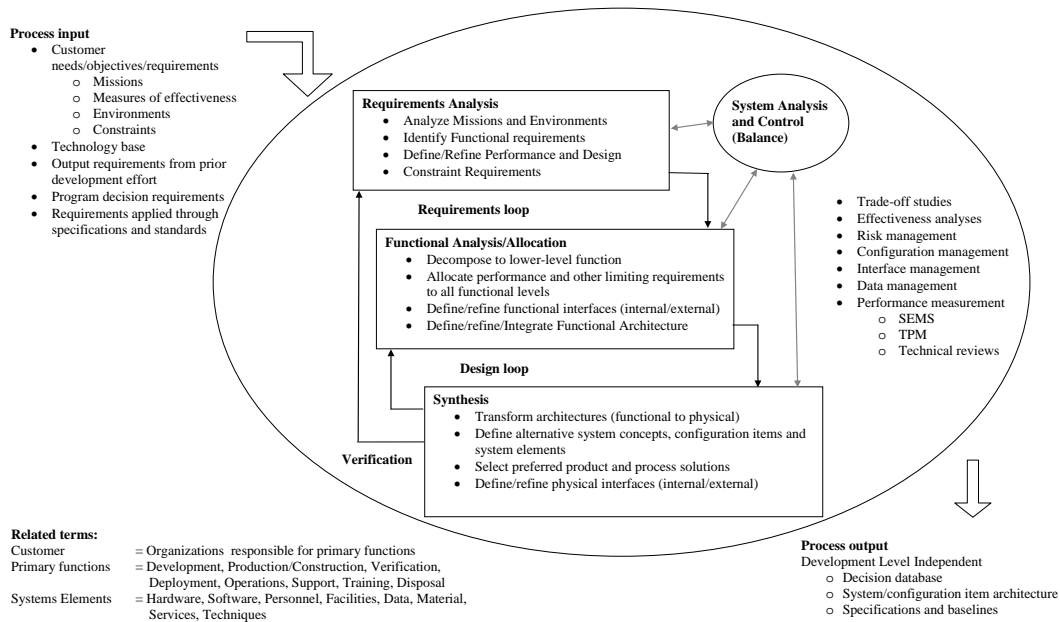 Process input
• Customer
needs/objectives/requirements
o Missions
o Measures of effectiveness
o Environments
o Constraints
• Technology base
• Output requirements from prior
development effort
• Program decision requirements
• Requirements applied through
specifications and standards
Requirements Analysis
• Analyze Missions and Environments
• Identify Functional requirements
• Define/Refine Performance and Design
• Constraint Requirements
System Analysis
and Control
(Balance)
Requirements loop
• Trade-off studies
• Effectiveness analyses
• Risk management
• Configuration management
• Interface management
• Data management
• Performance measurement
o SEMS
o TPM
o Technical reviews
Functional Analysis/Allocation
• Decompose to lower-level function
• Allocate performance and other limiting requirements
to all functional levels
• Define/refine functional interfaces (internal/external)
• Define/refine/Integrate Functional Architecture
Design loop
Synthesis
• Transform architectures (functional to physical)
• Define alternative system concepts, configuration items and
system elements
• Select preferred product and process solutions
• Define/refine physical interfaces (internal/external)
Verification
Related terms:
Customer = Organizations responsible for primary functions
Primary functions = Development, Production/Construction, Verification,
Deployment, Operations, Support, Training, Disposal
Systems Elements = Hardware, Software, Personnel, Facilities, Data, Material,
Services, Techniques
Process output
Development Level Independent
o Decision database
o System/configuration item architecture
o Specifications and baselines